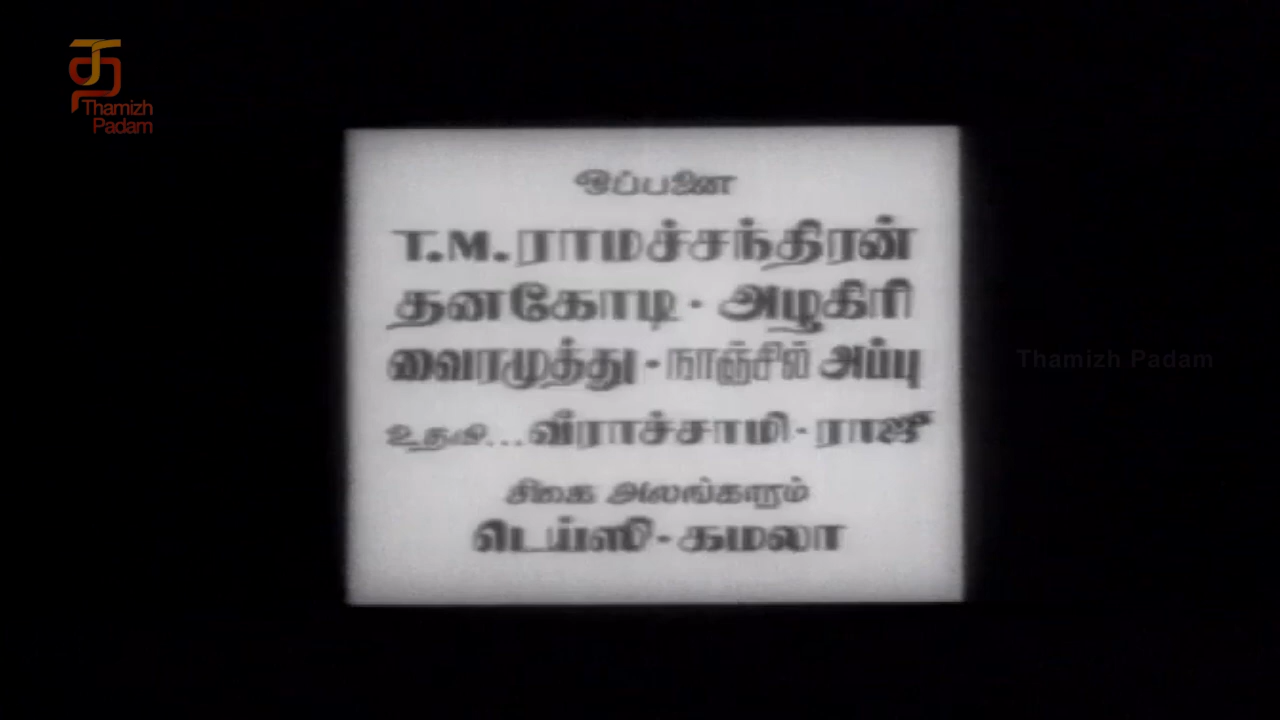 த
Thamizh
Padam
ஒப்பனை
T.M. ராமச்சந்திரன்
தனகோடி · அழகிரி
வைரமுத்து - நாஞ்சில் அப்பு
Thamizh Padam
உதவி... வீராச்சாமி - ராஜீ
சிகை அலங்காரம்
டெய்ஸி - கமலா